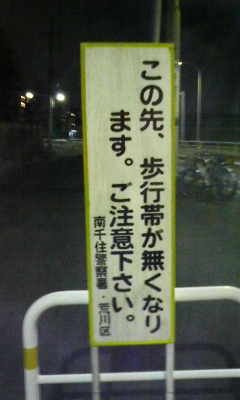 この先、歩行帯が無くなり
ます。ご注意下さい。
南千住警察署・荒川区